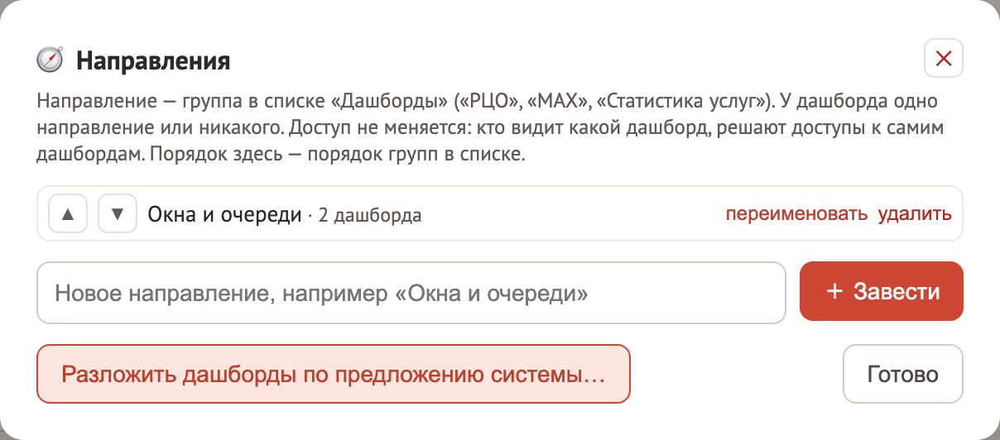 Направления
Направление — группа в списке «Дашборды» («РЦО», «МАХ», «Статистика услуг»). У дашборда одно
направление или никакого. Доступ не меняется: кто видит какой дашборд, решают доступы к самим
дашбордам. Порядок здесь — порядок групп в списке.
▲ ▼ Окна и очереди · 2 дашборда переименовать удалить
Новое направление, например «Окна и очереди»
+ Завести
Разложить дашборды по предложению системы…
Готово